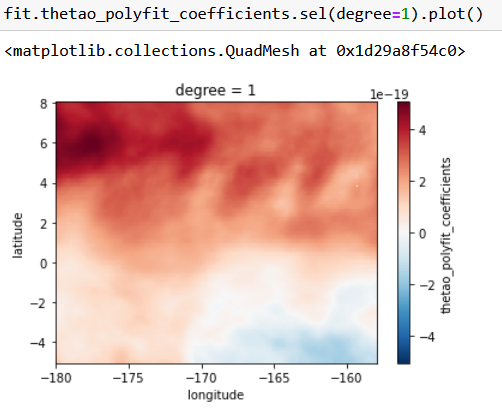 fit.thetao_polyfit_coefficients.sel(degree=1).plot()
<matplotlib.collections.QuadMesh at 0x1d29a8f54c0>
degree = 1
1e−19
8
6
4
2
0
−2
−4
latitude
−180
−175
−170
−165
−160
longitude
4
2
0
−2
−4
thetao_polyfit_coefficients